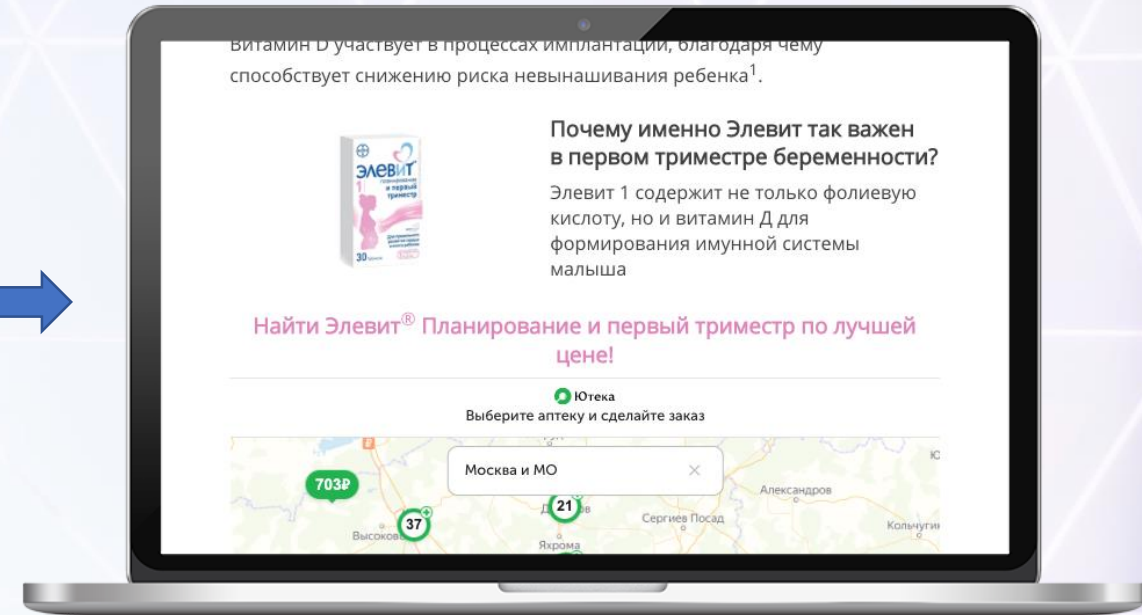 Витамин D участвует в процессах имплантации, благодаря чему
способствует снижению риска невынашивания ребенка¹.
Почему именно Элевит так важен
в первом триместре беременности?
ЭЛЕВИТ
1
планирование
и первый
триместр
30
Элевит 1 содержит не только фолиевую
кислоту, но и витамин Д для
формирования имунной системы
малыша
Найти Элевит® Планирование и первый триместр по лучшей
цене!
Ютека
Выберите аптеку и сделайте заказ
Москва и МО
703₽
21
37
Александров
Сергиев Посад
Яхрома